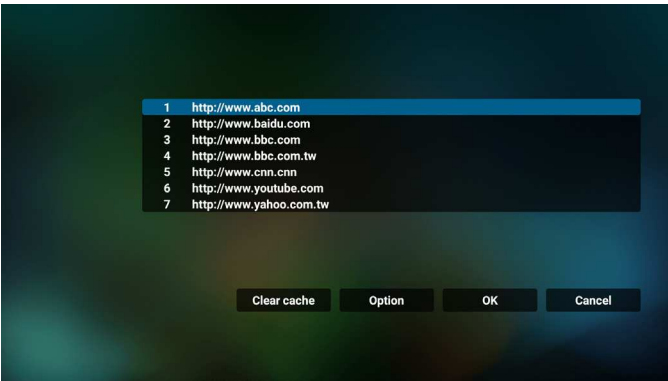 1 http://www.abc.com
2 http://www.baidu.com
3 http://www.bbc.com
4 http://www.bbc.com.tw
5 http://www.cnn.cnn
6 http://www.youtube.com
7 http://www.yahoo.com.tw
Clear cache Option OK Cancel